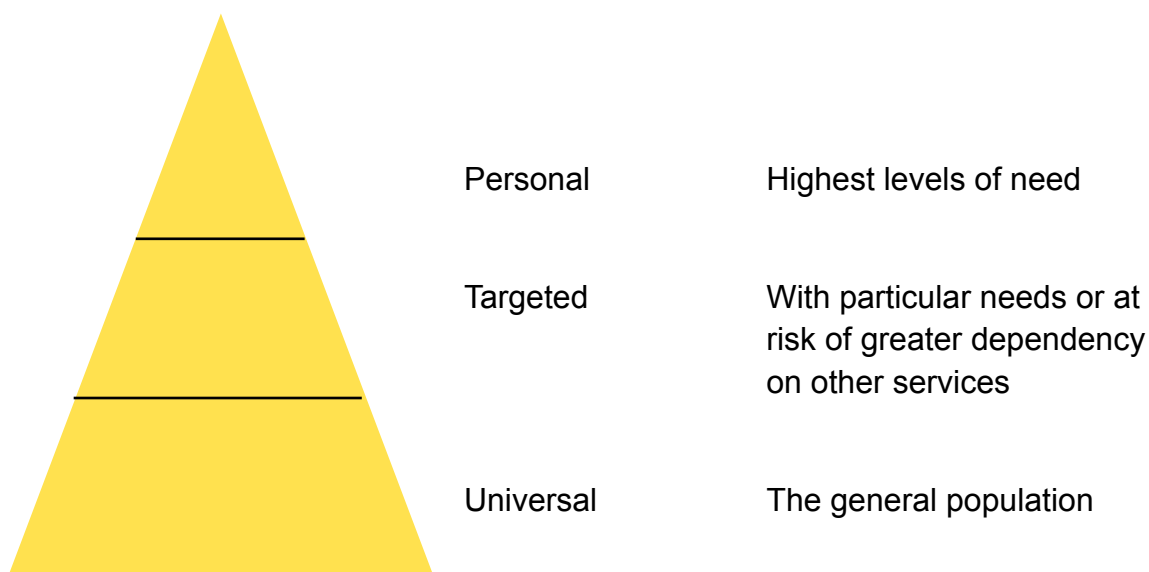 Personal Highest levels of need
Targeted With particular needs or at
risk of greater dependency
on other services
Universal The general population